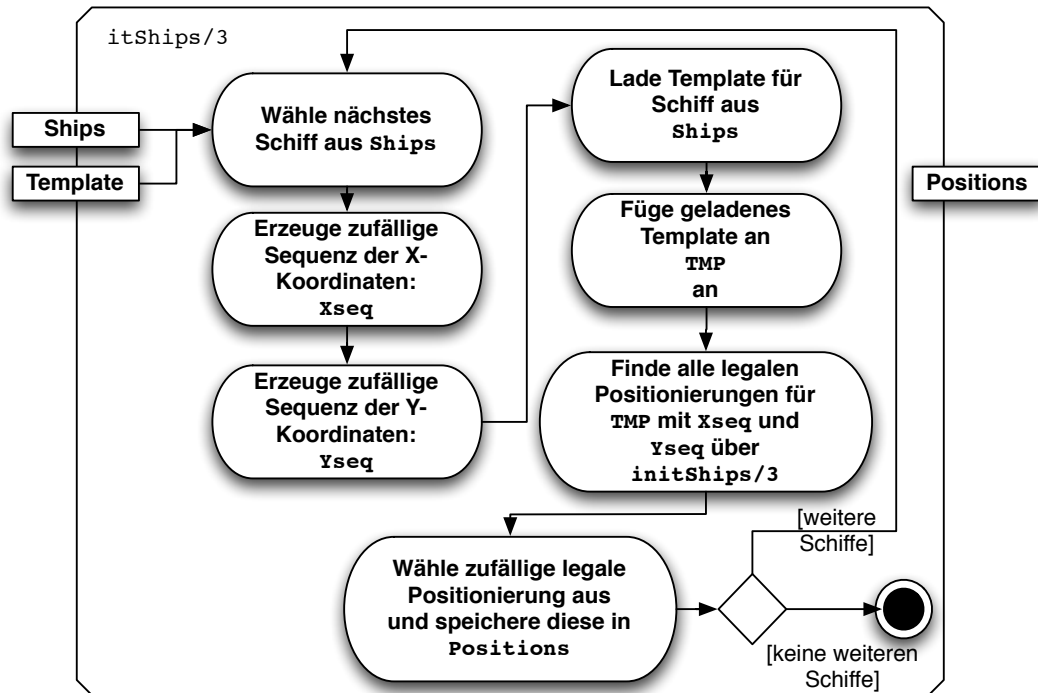 itShips/3
Ships
Template
Wähle nächstes
Schiff aus Ships
Erzeuge zufällige
Sequenz der X-
Koordinaten:
Xseq
Erzeuge zufällige
Sequenz der Y-
Koordinaten:
Yseq
Lade Template für
Schiff aus
Ships
Füge geladenes
Template an
TMP
an
Finde alle legalen
Positionierungen für
TMP mit Xseq und
Yseq über
initShips/3
Wähle zufällige legale
Positionierung aus
und speichere diese in
Positions
[weitere
Schiffe]
[keine weiteren
Schiffe]
Positions